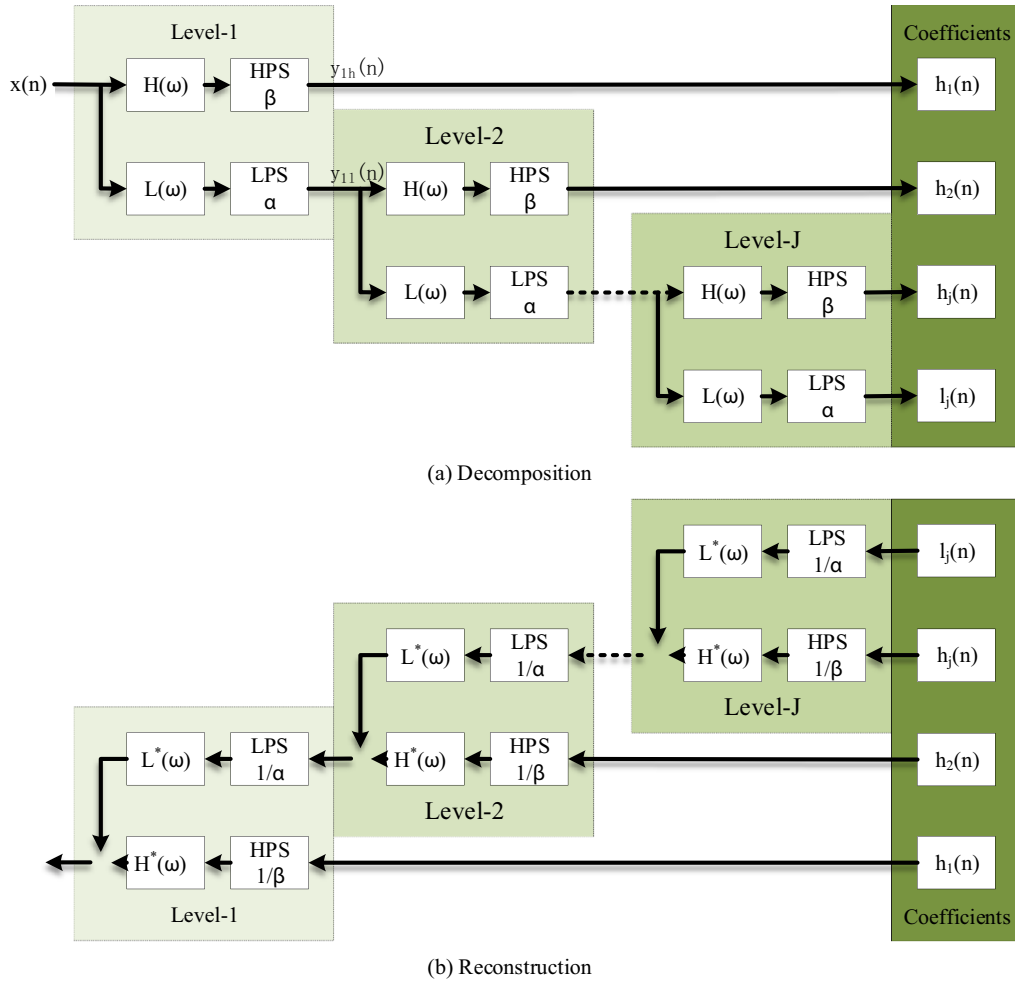 Level-1
Coefficients
x(n)
H(ω)
HPS
β
y₁ₕ(n)
h₁(n)
Level-2
L(ω)
LPS
α
y₁₁(n)
H(ω)
HPS
β
h₂(n)
Level-J
L(ω)
LPS
α
H(ω)
HPS
β
hⱼ(n)
L(ω)
LPS
α
lⱼ(n)
(a) Decomposition
L*(ω)
LPS
1/α
lⱼ(n)
L*(ω)
LPS
1/α
H*(ω)
HPS
1/β
hⱼ(n)
Level-J
L*(ω)
LPS
1/α
H*(ω)
HPS
1/β
h₂(n)
Level-2
H*(ω)
HPS
1/β
h₁(n)
Level-1
Coefficients
(b) Reconstruction